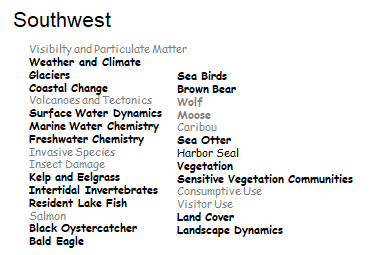 Southwest
Visibilty and Particulate Matter
Weather and Climate
Glaciers
Coastal Change
Volcanoes and Tectonics
Surface Water Dynamics
Marine Water Chemistry
Freshwater Chemistry
Invasive Species
Insect Damage
Kelp and Eelgrass
Intertidal Invertebrates
Resident Lake Fish
Salmon
Black Oystercatcher
Bald Eagle
Sea Birds
Brown Bear
Wolf
Moose
Caribou
Sea Otter
Harbor Seal
Vegetation
Sensitive Vegetation Communities
Consumptive Use
Visitor Use
Land Cover
Landscape Dynamics